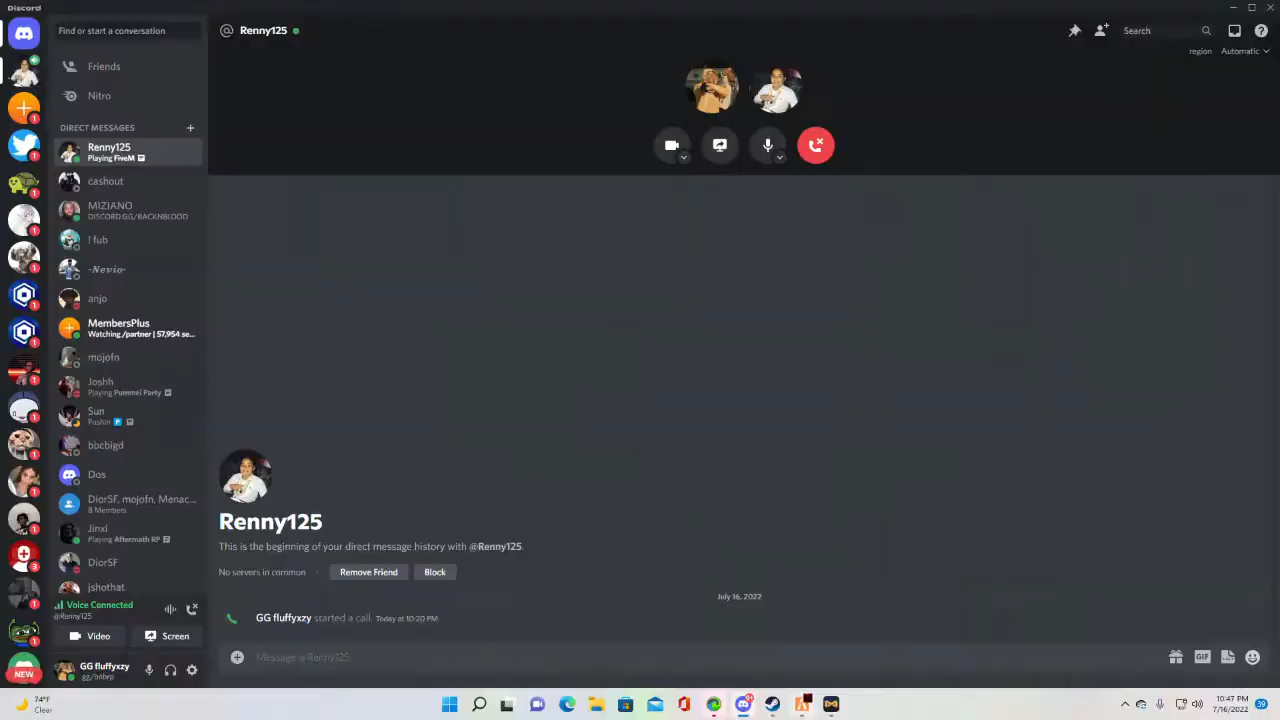 Discord
Find or start a conversation
Friends
Nitro
DIRECT MESSAGES
Renny125
Playing FiveM
cashout
MIZIANO
DISCORD.GG/BACKNBLOOD
! fub
-Nevio-
anjo
MembersPlus
Watching /partner | 57,954 se...
mojofn
Joshh
Playing Pummel Party
Sun
Pushin P
bbcbigd
Dos
DiorSF, mojofn, Menac...
8 Members
Jinxi
Playing Aftermath RP
DiorSF
jshothat
Voice Connected
@Renny125
Video
Screen
GG fluffyxzy
gg/bnbrp
NEW
Renny125
Search
region
Automatic
Renny125
This is the beginning of your direct message history with @Renny125.
No servers in common
Remove Friend
Block
July 16, 2022
GG fluffyxzy started a call. Today at 10:20 PM
Message @Renny125
GIF
74°F
Clear
10:47 PM
7/16/2022